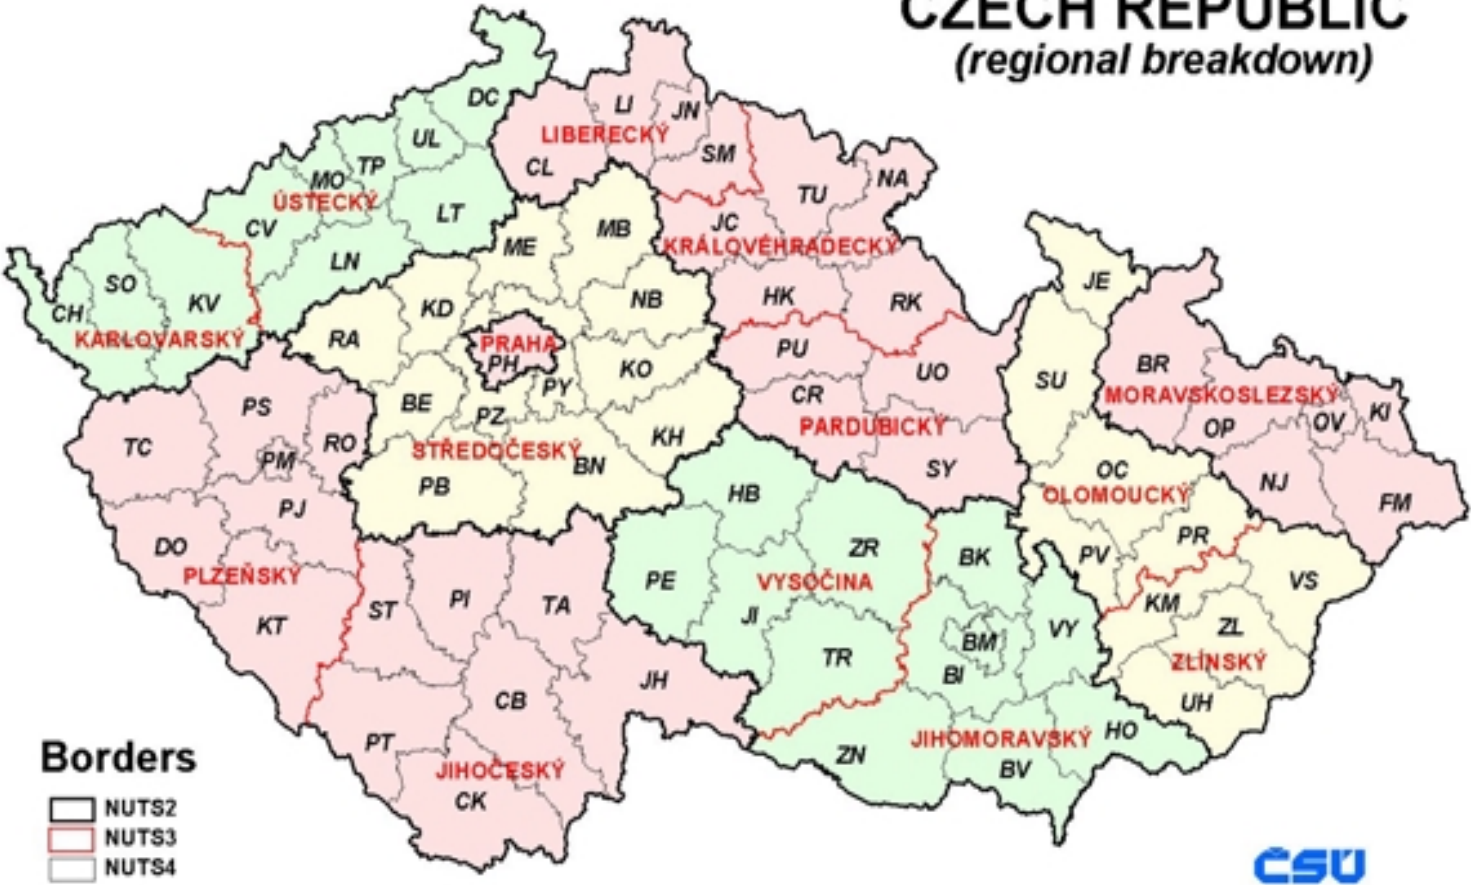 CZECH REPUBLIC
(regional breakdown)
DC
LI
JN
UL
LIBERECKÝ
SM
TP
CL
MO
ÚSTECKÝ
NA
TU
LT
CV
ME
MB
JC
KRÁLOVÉHRADECKÝ
LN
SO
CH
KV
KARLOVARSKÝ
KD
NB
HK
RK
JE
RA
PRAHA
PH
PU
KO
PY
UO
SU
BR
MORAVSKOSLEZSKÝ
CR
PARDUBICKÝ
PS
BE
PZ
TC
RO
PM
STŘEDOČESKÝ
KH
BN
PB
OP
OV
KI
SY
OC
OLOMOUCKÝ
NJ
FM
PJ
HB
DO
PLZEŇSKÝ
ZR
BK
PV
PR
PE
VYSOČINA
VS
ST
PI
TA
JI
KM
KT
BM
VY
ZL
ZLÍNSKÝ
TR
BI
JH
CB
UH
PT
JIHOČESKÝ
CK
ZN
JIHOMORAVSKÝ
HO
BV
Borders
NUTS2
NUTS3
NUTS4
ČSÚ